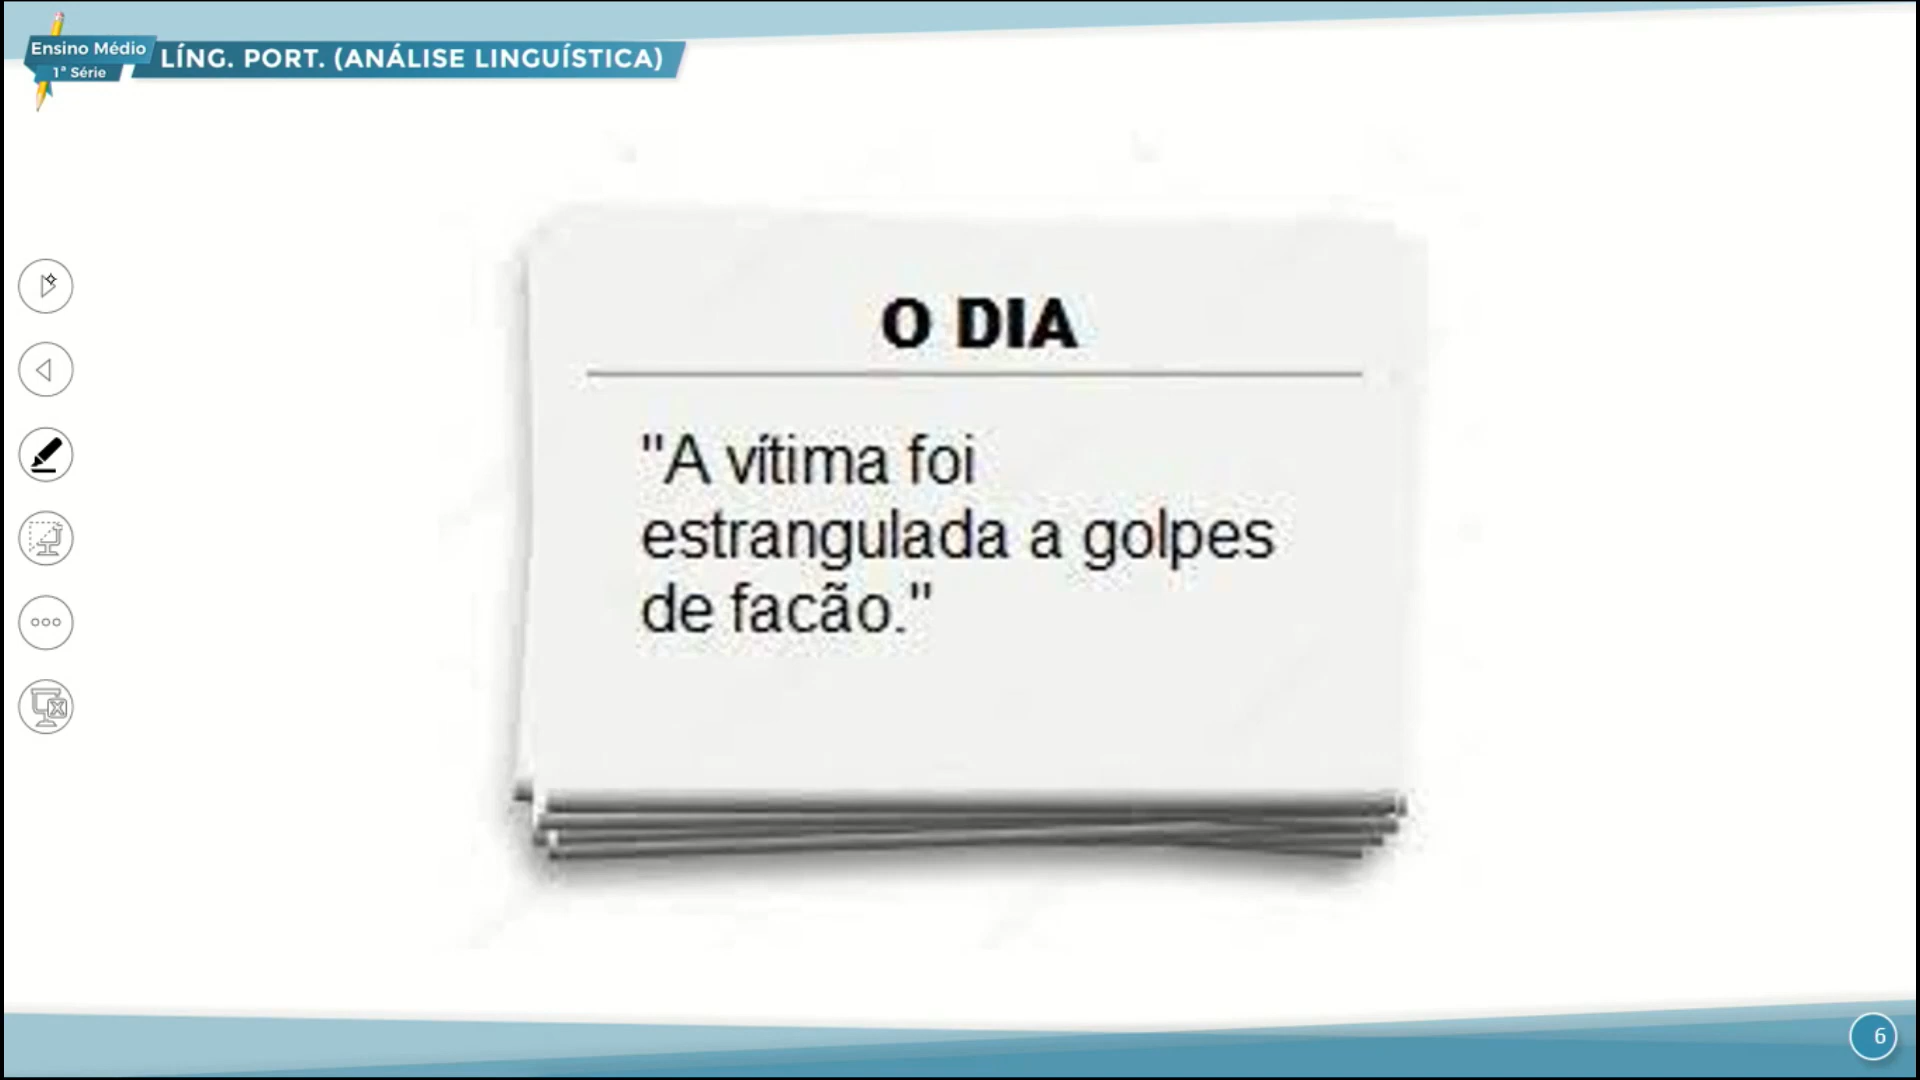 Ensino Médio
1ª Série
LÍNG. PORT. (ANÁLISE LINGUÍSTICA)
O DIA
"A vítima foi
estrangulada a golpes
de facão."
6